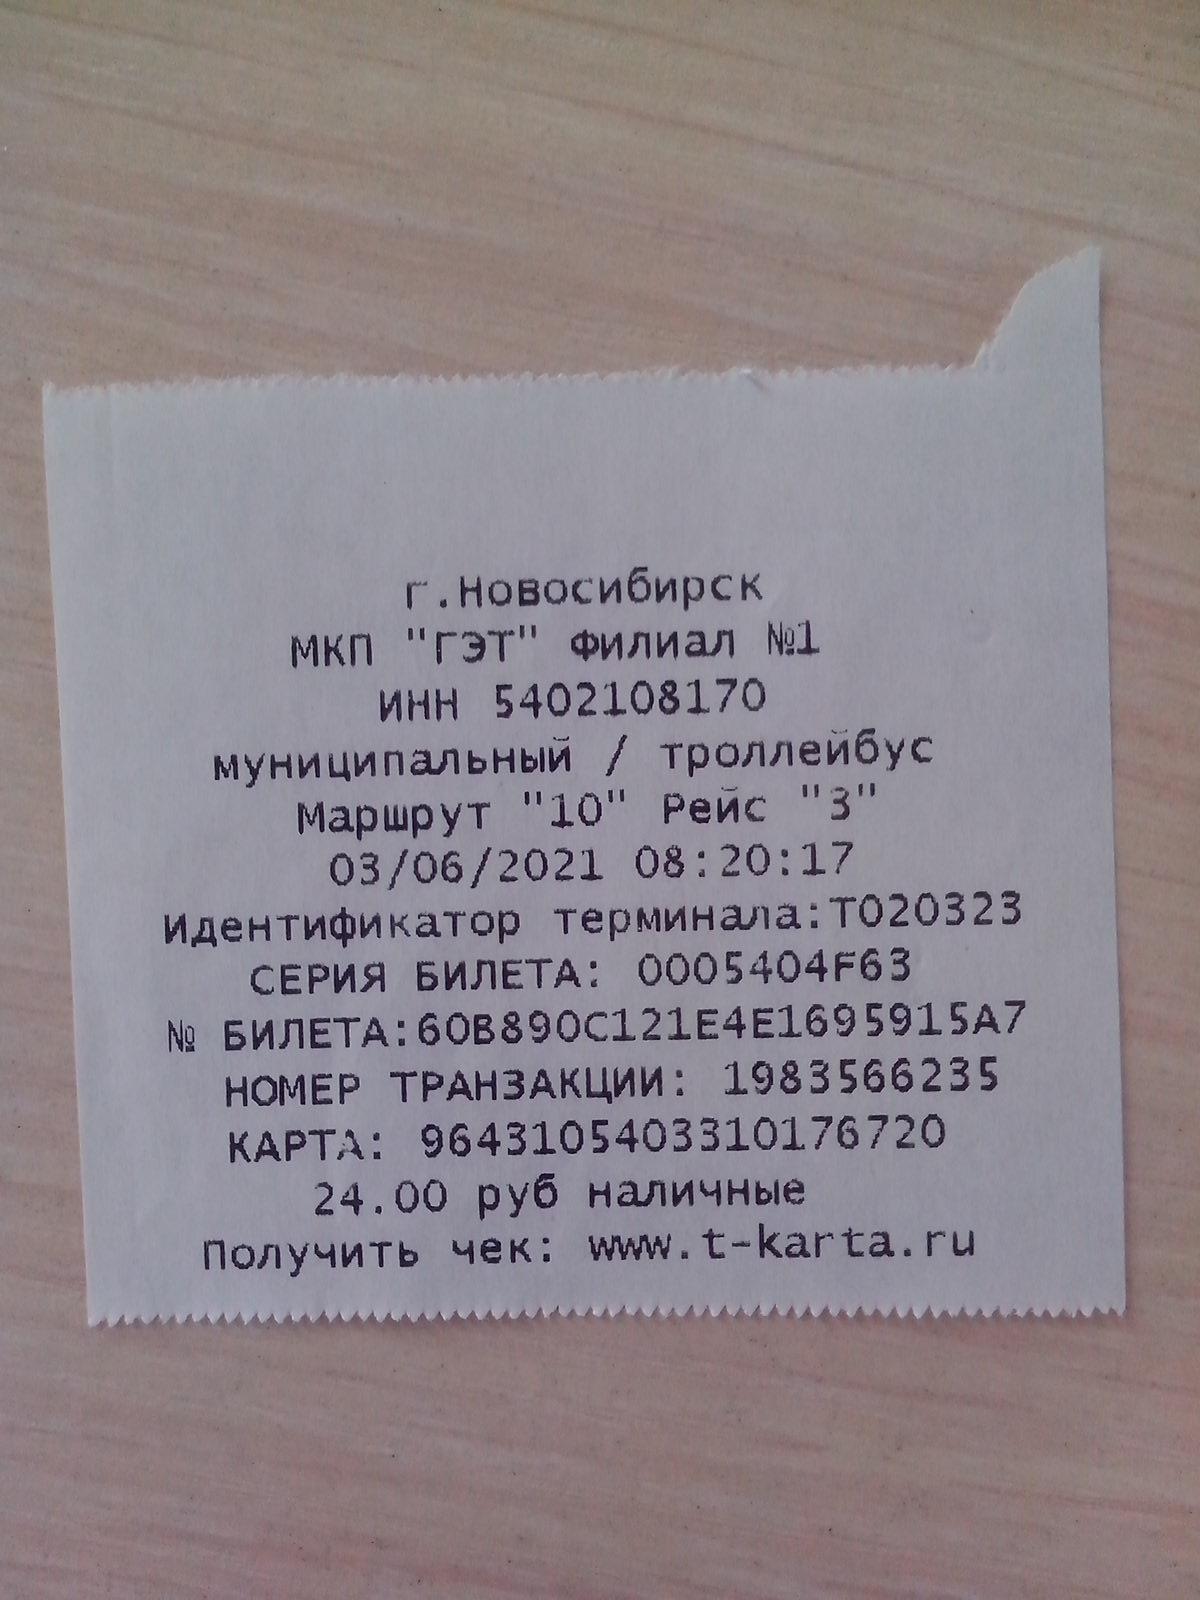 г.Новосибирск
МКП "ГЭТ" Филиал №1
ИНН 5402108170
муниципальный / троллейбус
Маршрут "10" Рейс "3"
03/06/2021 08:20:17
Идентификатор терминала:T020323
СЕРИЯ БИЛЕТА: 0005404F63
№ БИЛЕТА:60B890C121E4E1695915A7
НОМЕР ТРАНЗАКЦИИ: 1983566235
КАРТА: 9643105403310176720
24.00 руб наличные
Получить чек: www.t-karta.ru